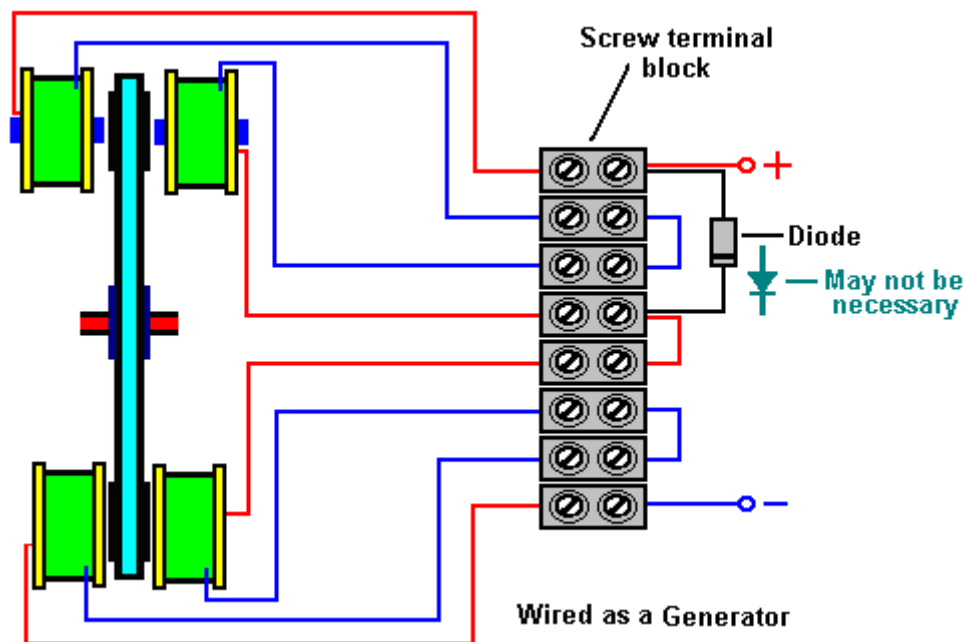 Screw terminal
block
+
Diode
May not be
necessary
-
Wired as a Generator